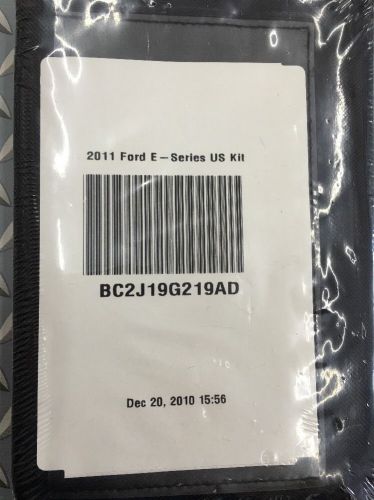 2011 Ford E-Series US Kit
BC2J19G219AD
Dec 20, 2010 15:56